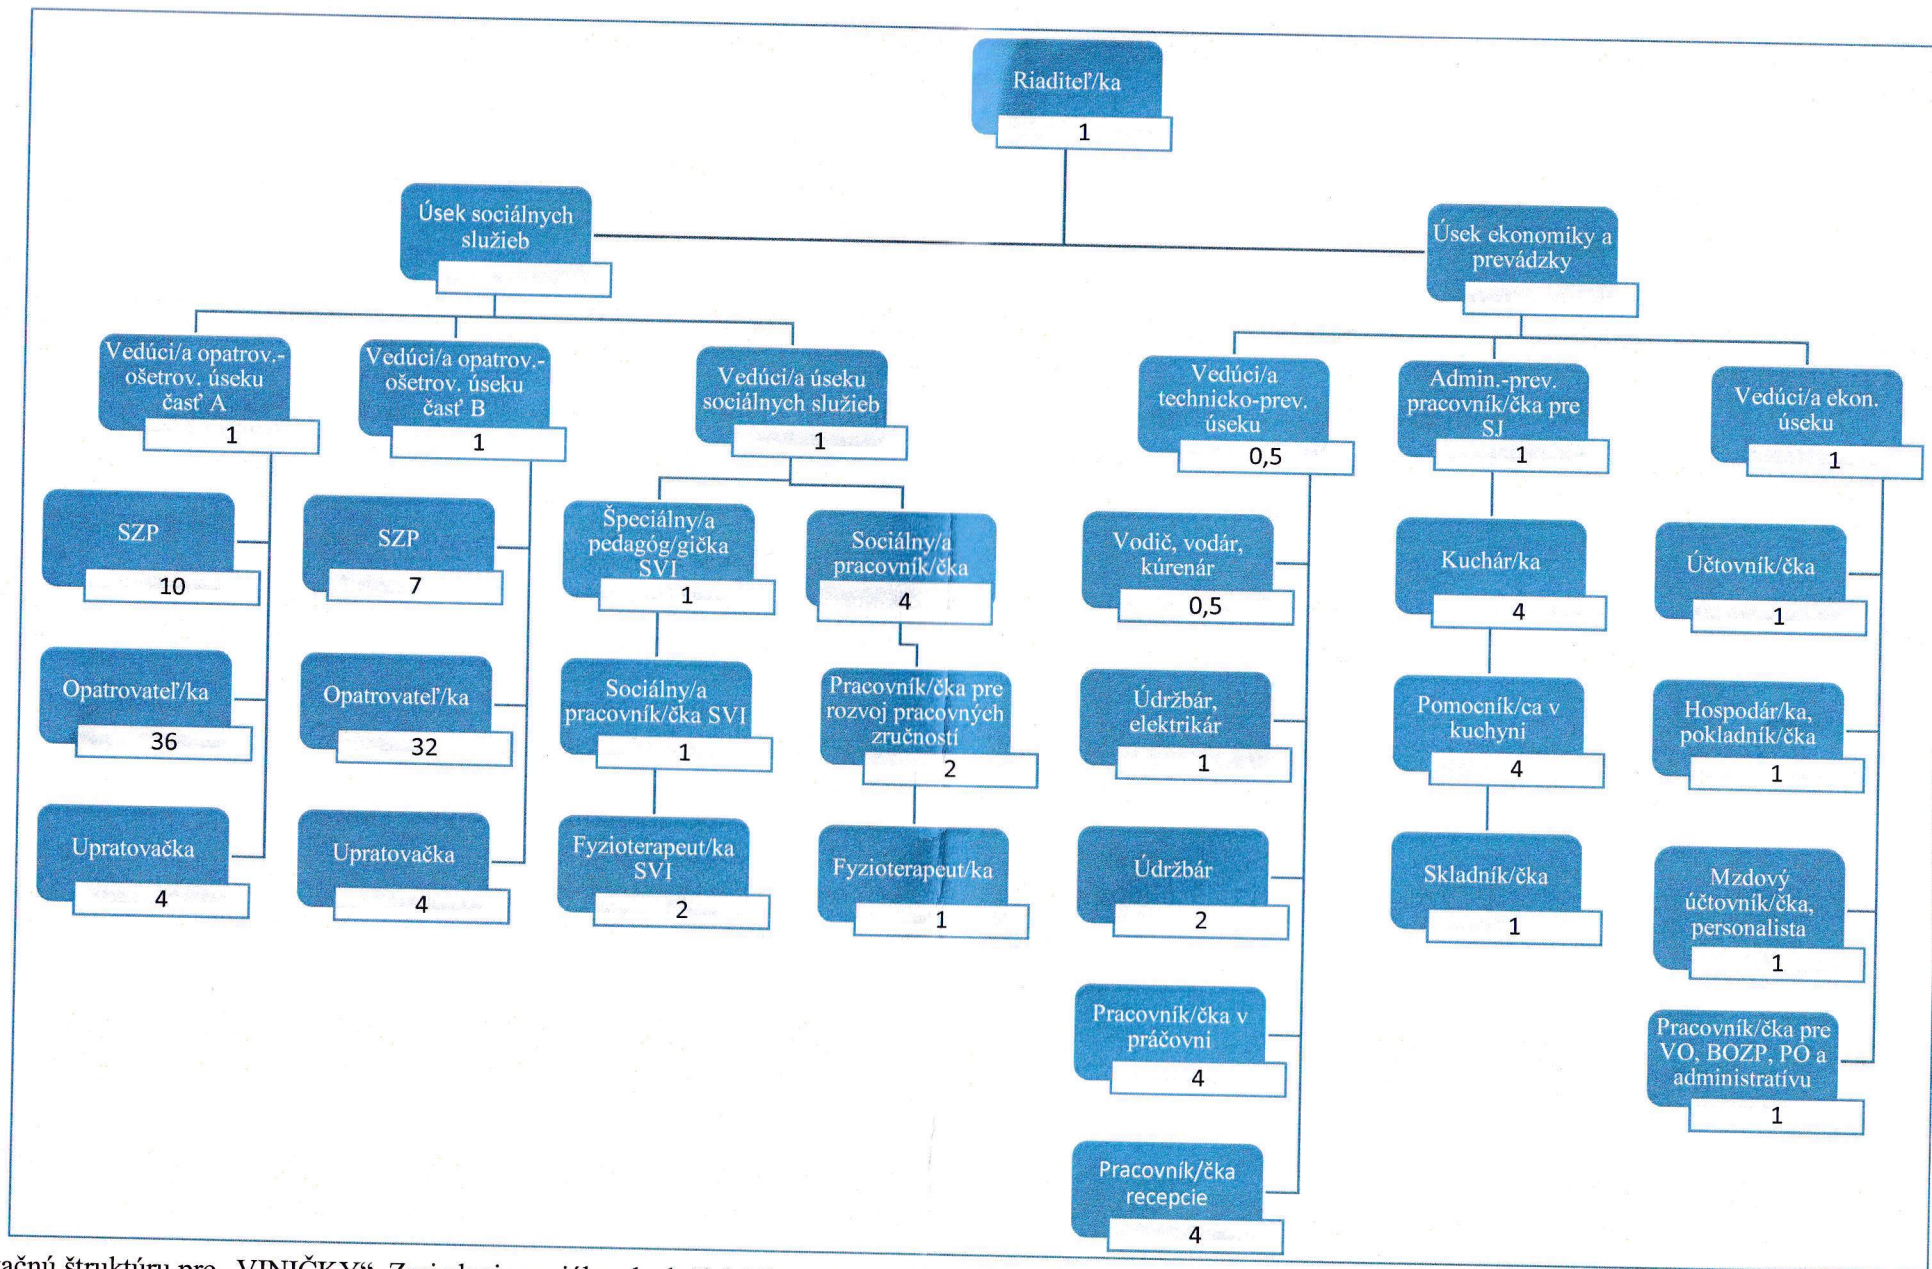 Riaditeľ/ka
1
Úsek sociálnych
služieb
Úsek ekonomiky a
prevádzky
Vedúci/a opatrov.-
ošetrov. úseku
časť A
1
Vedúci/a opatrov.-
ošetrov. úseku
časť B
1
Vedúci/a úseku
sociálnych služieb
1
Vedúci/a
technicko-prev.
úseku
0,5
Admin.-prev.
pracovník/čka pre
SJ
1
Vedúci/a ekon.
úseku
1
SZP
10
Opatrovateľ/ka
36
Upratovačka
4
SZP
7
Opatrovateľ/ka
32
Upratovačka
4
Špeciálny/a
pedagóg/gička
SVI
1
Sociálny/a
pracovník/čka SVI
1
Fyzioterapeut/ka
SVI
2
Sociálny/a
pracovník/čka
4
Pracovník/čka pre
rozvoj pracovných
zručností
2
Fyzioterapeut/ka
1
Vodič, vodár,
kúrenár
0,5
Údržbár,
elektrikár
1
Údržbár
2
Pracovník/čka v
práčovni
4
Pracovník/čka
recepcie
4
Kuchár/ka
4
Pomocník/ca v
kuchyni
4
Skladník/čka
1
Účtovník/čka
1
Hospodár/ka,
pokladník/čka
1
Mzdový
účtovník/čka,
personalista
1
Pracovník/čka pre
VO, BOZP, PO a
administratívu
1
štruktúru pre „VINIČKY“